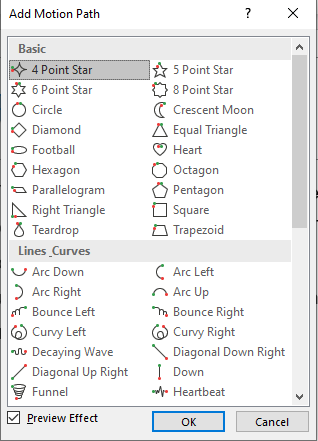 Add Motion Path ? ×
Basic
4 Point Star 5 Point Star
6 Point Star 8 Point Star
Circle Crescent Moon
Diamond Equal Triangle
Football Heart
Hexagon Octagon
Parallelogram Pentagon
Right Triangle Square
Teardrop Trapezoid
Lines_Curves
Arc Down Arc Left
Arc Right Arc Up
Bounce Left Bounce Right
Curvy Left Curvy Right
Decaying Wave Diagonal Down Right
Diagonal Up Right Down
Funnel Heartbeat
Preview Effect OK Cancel